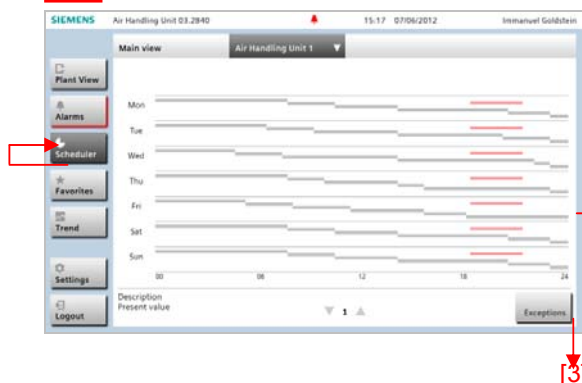 SIEMENS Air Handling Unit 03.2840 15:17 07/06/2012 Immanuel Goldstein
Main view Air Handling Unit 1 ▼
Plant View
Alarms
Scheduler
Favorites
Trend
Settings
Logout
Mon
Tue
Wed
Thu
Fri
Sat
Sun
00 06 12 18 24
Description
Present value
1
Exceptions
[3